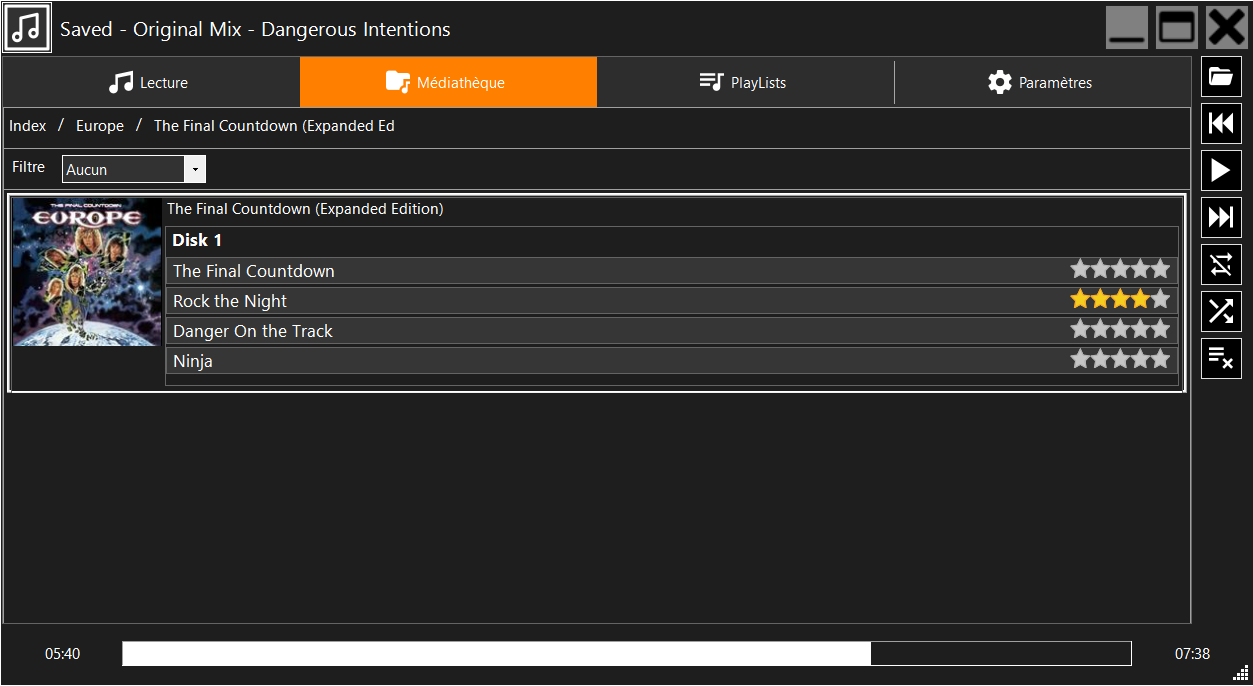 Saved - Original Mix - Dangerous Intentions
Lecture Médiathèque PlayLists Paramètres
Index / Europe / The Final Countdown (Expanded Ed
Filtre Aucun
THE FINAL COUNTDOWN
EUROPE
The Final Countdown (Expanded Edition)
Disk 1
The Final Countdown
Rock the Night
Danger On the Track
Ninja
05:40 07:38